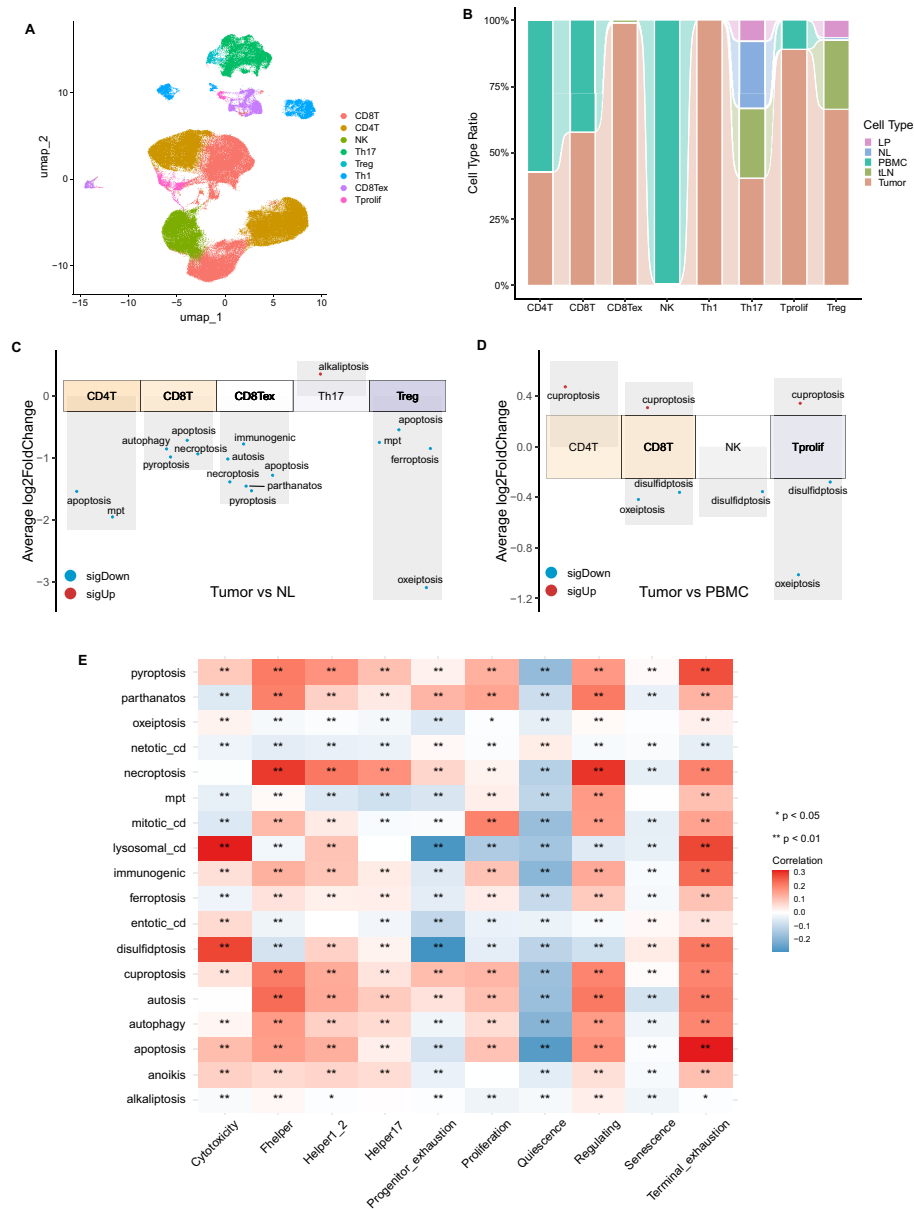 A
umap_2
10
0
−10
−15
−10
−5
0
5
10
umap_1
CD8T
CD4T
NK
Th17
Treg
Th1
CD8Tex
Tprolif
B
Cell Type Ratio
100%
75%
50%
25%
0%
CD4T
CD8T
CD8Tex
NK
Th1
Th17
Tprolif
Treg
Cell Type
LP
NL
PBMC
tLN
Tumor
C
Average log2FoldChange
0
−1
−2
−3
CD4T
CD8T
CD8Tex
Th17
Treg
alkaliptosis
apoptosis
mpt
autophagy
apoptosis
necroptosis
pyroptosis
immunogenic
autosis
apoptosis
necroptosis
parthanatos
pyroptosis
apoptosis
mpt
ferroptosis
oxeiptosis
sigDown
sigUp
Tumor vs NL
D
Average log2FoldChange
0.4
0.0
−0.4
−0.8
−1.2
cuproptosis
cuproptosis
cuproptosis
CD4T
CD8T
NK
Tprolif
disulfidptosis
oxeiptosis
disulfidptosis
disulfidptosis
oxeiptosis
sigDown
sigUp
Tumor vs PBMC
E
pyroptosis ** ** ** ** ** ** ** ** ** **
parthanatos ** ** ** ** ** ** ** ** ** **
oxeiptosis ** ** ** ** ** * ** ** **
netotic_cd ** ** ** ** ** ** ** ** ** **
necroptosis ** ** ** ** ** ** ** ** **
mpt ** ** ** ** ** ** ** ** **
mitotic_cd ** ** ** ** ** ** ** ** ** **
lysosomal_cd ** ** ** ** ** ** ** ** **
immunogenic ** ** ** ** ** ** ** ** ** **
ferroptosis ** ** ** ** ** ** ** ** ** **
entotic_cd ** ** ** ** ** ** ** ** **
disulfidptosis ** ** ** ** ** ** ** ** ** **
cuproptosis ** ** ** ** ** ** ** ** ** **
autosis ** ** ** ** ** ** ** ** **
autophagy ** ** ** ** ** ** ** ** ** **
apoptosis ** ** ** ** ** ** ** ** ** **
anoikis ** ** ** ** ** ** ** ** **
alkaliptosis ** ** * ** ** ** ** ** *
Cytotoxicity
Fhelper
Helper1_2
Helper17
Progenitor_exhaustion
Proliferation
Quiescence
Regulating
Senescence
Terminal_exhaustion
* p < 0.05
** p < 0.01
Correlation
0.3
0.2
0.1
0.0
−0.1
−0.2